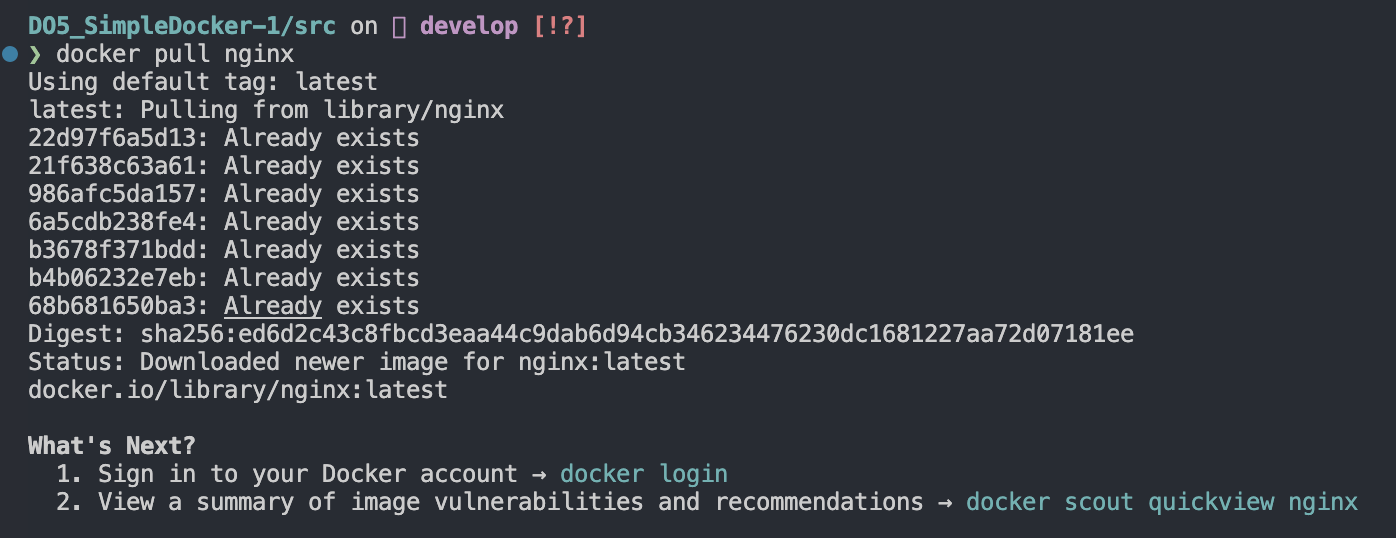 DO5_SimpleDocker-1/src on develop [!?]
❯ docker pull nginx
Using default tag: latest
latest: Pulling from library/nginx
22d97f6a5d13: Already exists
21f638c63a61: Already exists
986afc5da157: Already exists
6a5cdb238fe4: Already exists
b3678f371bdd: Already exists
b4b06232e7eb: Already exists
68b681650ba3: Already exists
Digest: sha256:ed6d2c43c8fbcd3eaa44c9dab6d94cb346234476230dc1681227aa72d07181ee
Status: Downloaded newer image for nginx:latest
docker.io/library/nginx:latest
What's Next?
1. Sign in to your Docker account → docker login
2. View a summary of image vulnerabilities and recommendations → docker scout quickview nginx